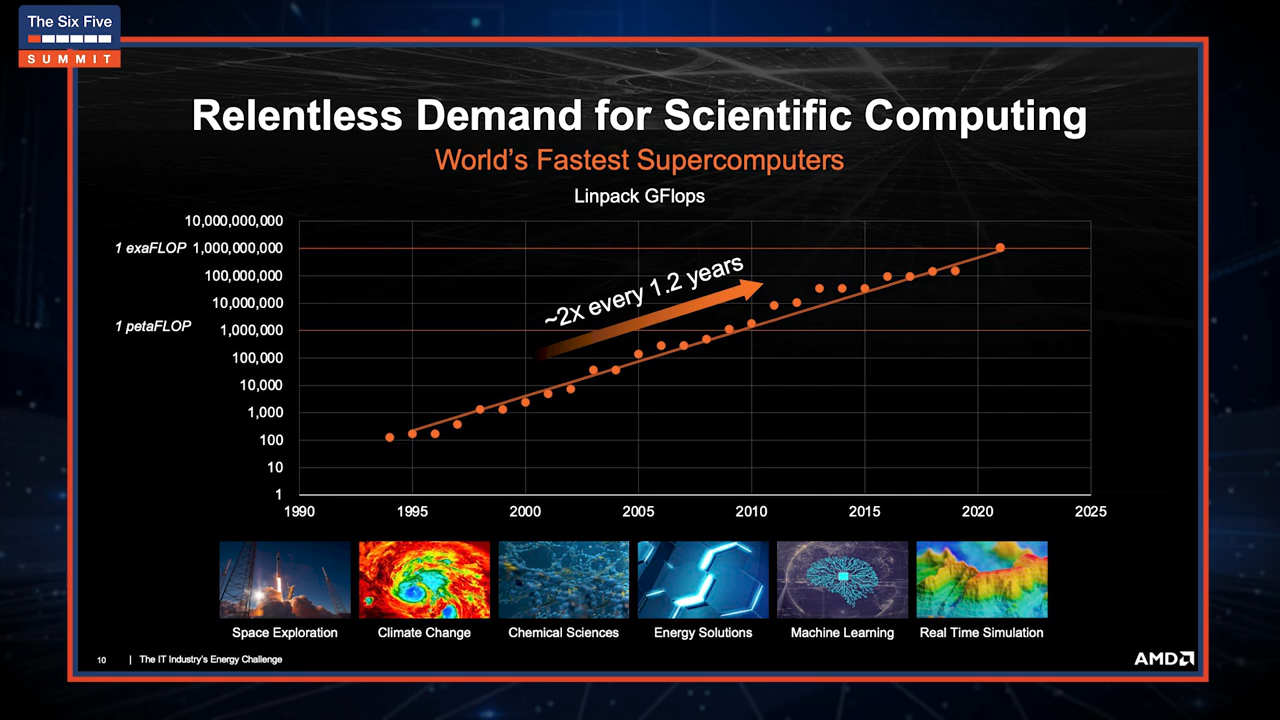 The Six Five
SUMMIT
Relentless Demand for Scientific Computing
World's Fastest Supercomputers
Linpack GFlops
10,000,000,000
1 exaFLOP 1,000,000,000
100,000,000
10,000,000
1 petaFLOP 1,000,000
100,000
10,000
1,000
100
10
1
~2x every 1.2 years
1990 1995 2000 2005 2010 2015 2020 2025
Space Exploration Climate Change Chemical Sciences Energy Solutions Machine Learning Real Time Simulation
10 | The IT Industry's Energy Challenge
AMD